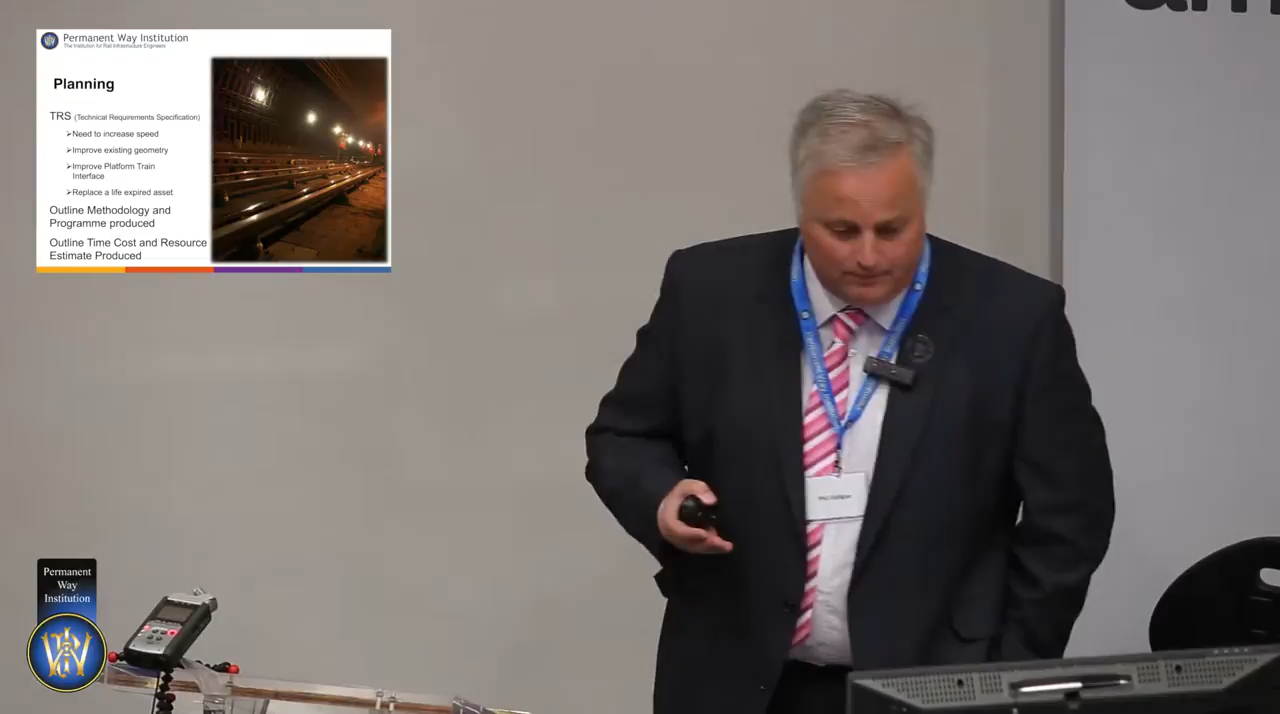 Permanent Way Institution
The Institution for Rail Infrastructure Engineers
Planning
TRS (Technical Requirements Specification)
➢Need to increase speed
➢Improve existing geometry
➢Improve Platform Train
Interface
➢Replace a life expired asset
Outline Methodology and
Programme produced
Outline Time Cost and Resource
Estimate Produced
Permanent
Way
Institution